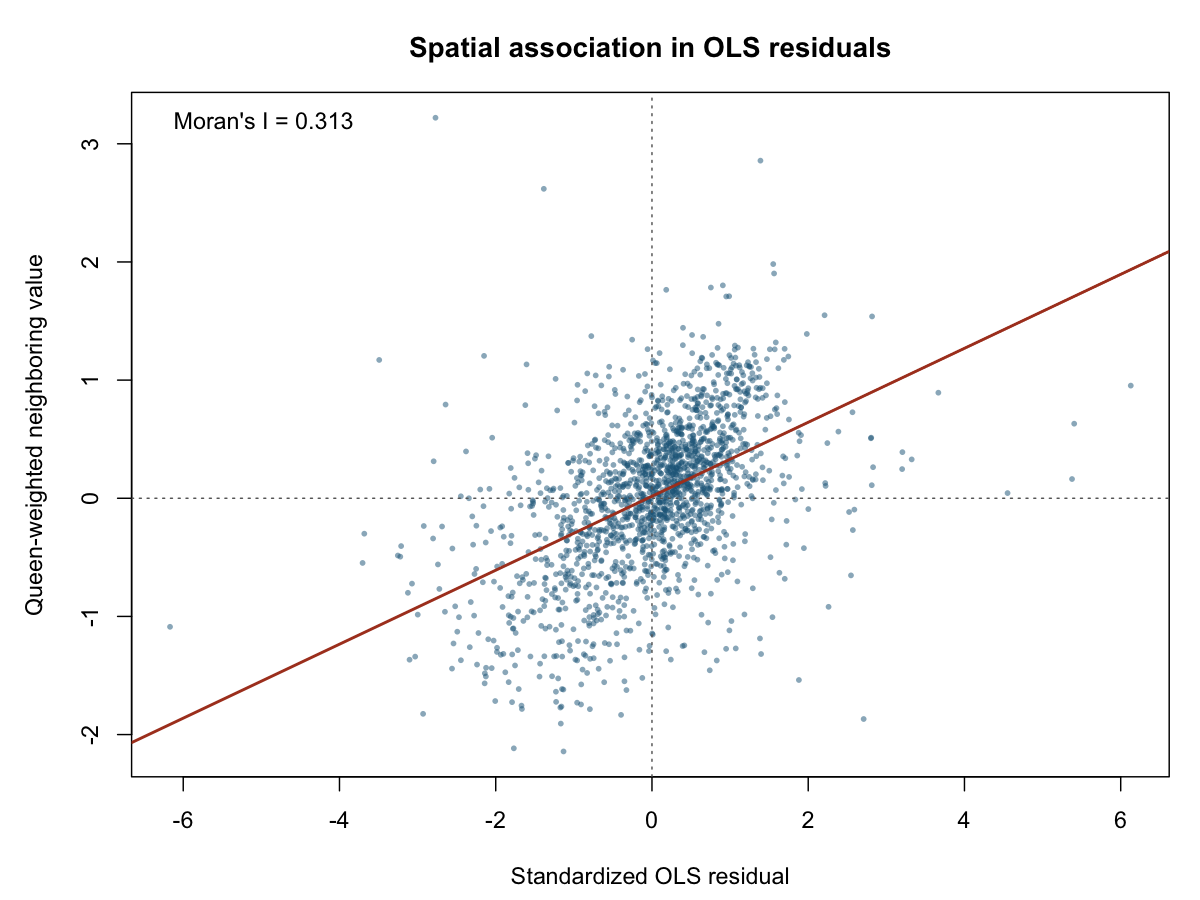 Spatial association in OLS residuals
Moran's I = 0.313
Queen-weighted neighboring value
3
2
1
0
-1
-2
-6 -4 -2 0 2 4 6
Standardized OLS residual